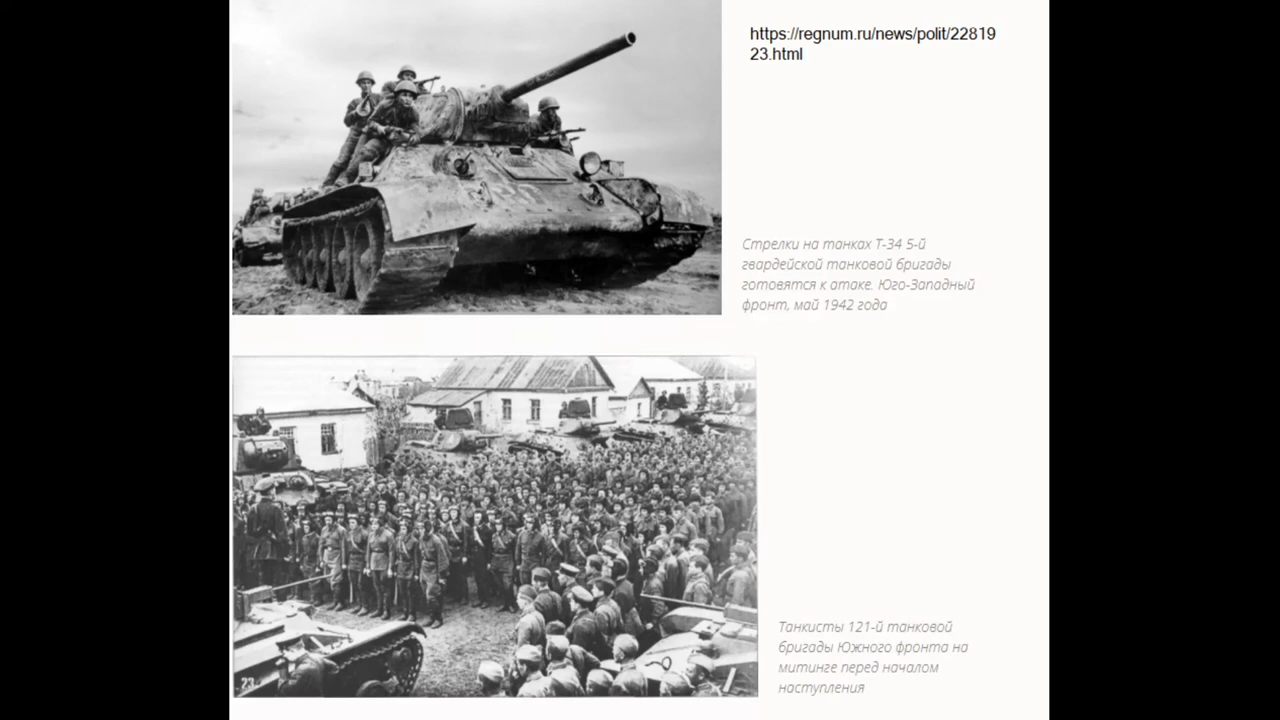 https://regnum.ru/news/polit/22819
23.html
Стрелки на танках Т-34 5-й
гвардейской танковой бригады
готовятся к атаке. Юго-Западный
фронт, май 1942 года
Танкисты 121-й танковой
бригады Южного фронта на
митинге перед началом
наступления
23